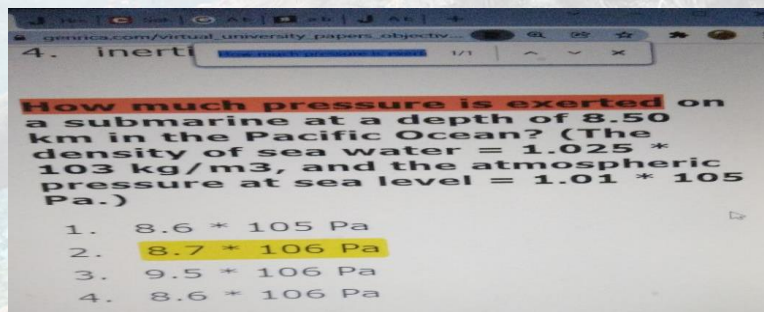 genrica.com/virtual_university_papers_objectiv...
4. inerti
How much pressure is exert 1/1
How much pressure is exerted on
a submarine at a depth of 8.50
km in the Pacific Ocean? (The
density of sea water = 1.025 *
103 kg/m3, and the atmospheric
pressure at sea level = 1.01 * 105
Pa.)
1. 8.6 * 105 Pa
2. 8.7 * 106 Pa
3. 9.5 * 106 Pa
4. 8.6 * 106 Pa